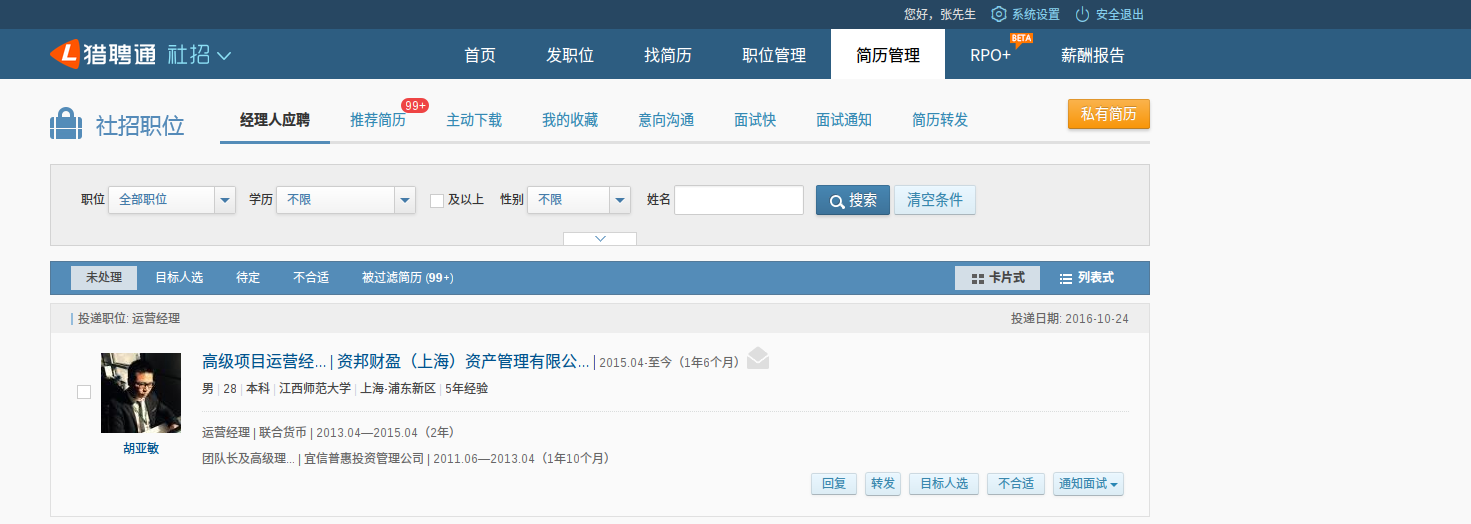 您好，张先生 系统设置 安全退出
猎聘通 社招 首页 发职位 找简历 职位管理 简历管理 RPO+ BETA 薪酬报告
社招职位 经理人应聘 推荐简历 99+ 主动下载 我的收藏 意向沟通 面试快 面试通知 简历转发 私有简历
职位 全部职位 学历 不限 及以上 性别 不限 姓名 搜索 清空条件
未处理 目标人选 待定 不合适 被过滤简历 (99+) 卡片式 列表式
投递职位: 运营经理 投递日期: 2016-10-24
高级项目运营经... | 资邦财盈（上海）资产管理有限公... | 2015.04-至今（1年6个月）
男 | 28 | 本科 | 江西师范大学 | 上海-浦东新区 | 5年经验
运营经理 | 联合货币 | 2013.04—2015.04（2年）
胡亚敏
团队长及高级理... | 宜信普惠投资管理公司 | 2011.06—2013.04（1年10个月）
回复 转发 目标人选 不合适 通知面试